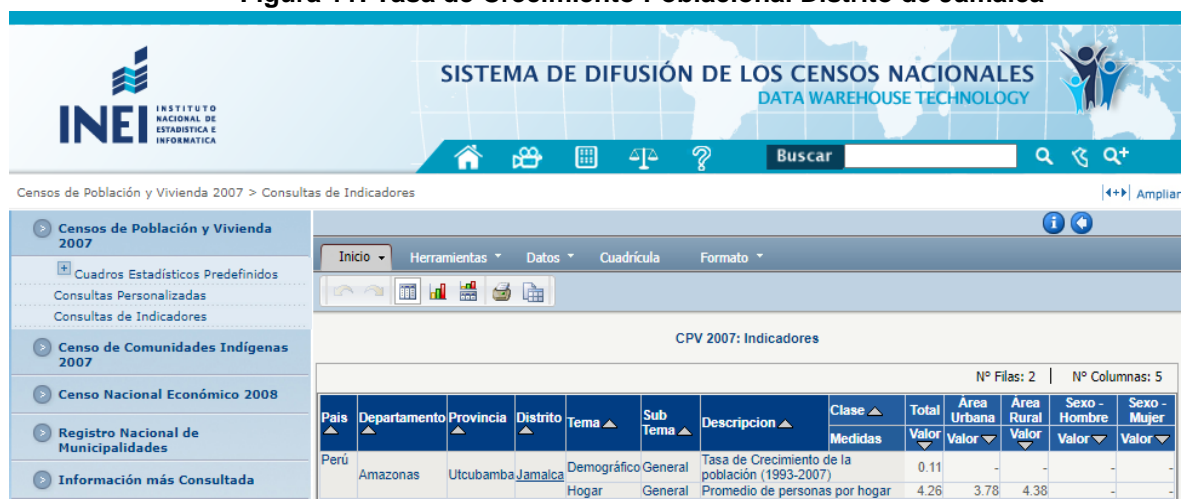 Figura 11. Tasa de Crecimiento Poblacional Distrito de Jamalca
INEI
INSTITUTO
NACIONAL DE
ESTADISTICA E
INFORMATICA
SISTEMA DE DIFUSIÓN DE LOS CENSOS NACIONALES
DATA WAREHOUSE TECHNOLOGY
Buscar
Censos de Población y Vivienda 2007 > Consultas de Indicadores
Ampliar
Censos de Población y Vivienda
2007
Cuadros Estadísticos Predefinidos
Consultas Personalizadas
Consultas de Indicadores
Censo de Comunidades Indígenas
2007
Censo Nacional Económico 2008
Registro Nacional de
Municipalidades
Información más Consultada
Inicio Herramientas Datos Cuadrícula Formato
CPV 2007: Indicadores
Nº Filas: 2 | Nº Columnas: 5
Pais Departamento Provincia Distrito Tema Sub Tema Descripcion Clase Total Área Urbana Área Rural Sexo - Hombre Sexo - Mujer
Medidas Valor Valor Valor Valor Valor
Perú Amazonas Utcubamba Jamalca Demográfico General Tasa de Crecimiento de la población (1993-2007) 0.11 - - - -
Hogar General Promedio de personas por hogar 4.26 3.78 4.38 - -